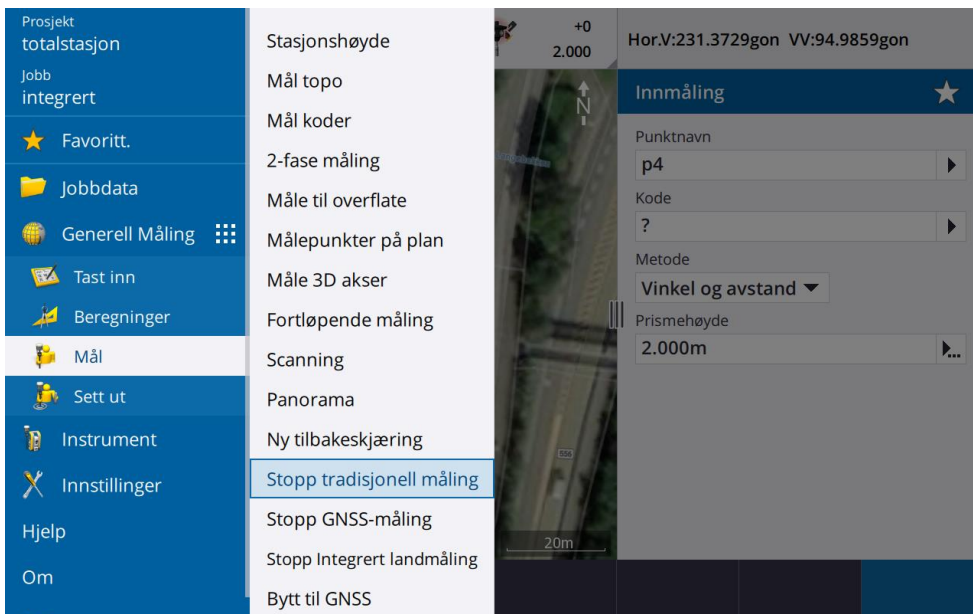 Prosjekt
totalstasjon
Jobb
integrert
Favoritt.
Jobbdata
Generell Måling
Tast inn
Beregninger
Mål
Sett ut
Instrument
Innstillinger
Hjelp
Om
Stasjonshøyde
Mål topo
Mål koder
2-fase måling
Måle til overflate
Målepunkter på plan
Måle 3D akser
Fortløpende måling
Scanning
Panorama
Ny tilbakeskjæring
Stopp tradisjonell måling
Stopp GNSS-måling
Stopp Integrert landmåling
Bytt til GNSS
+0
2.000
N
556
20m
Hor.V:231.3729gon VV:94.9859gon
Innmåling
Punktnavn
p4
Kode
?
Metode
Vinkel og avstand
Prismehøyde
2.000m